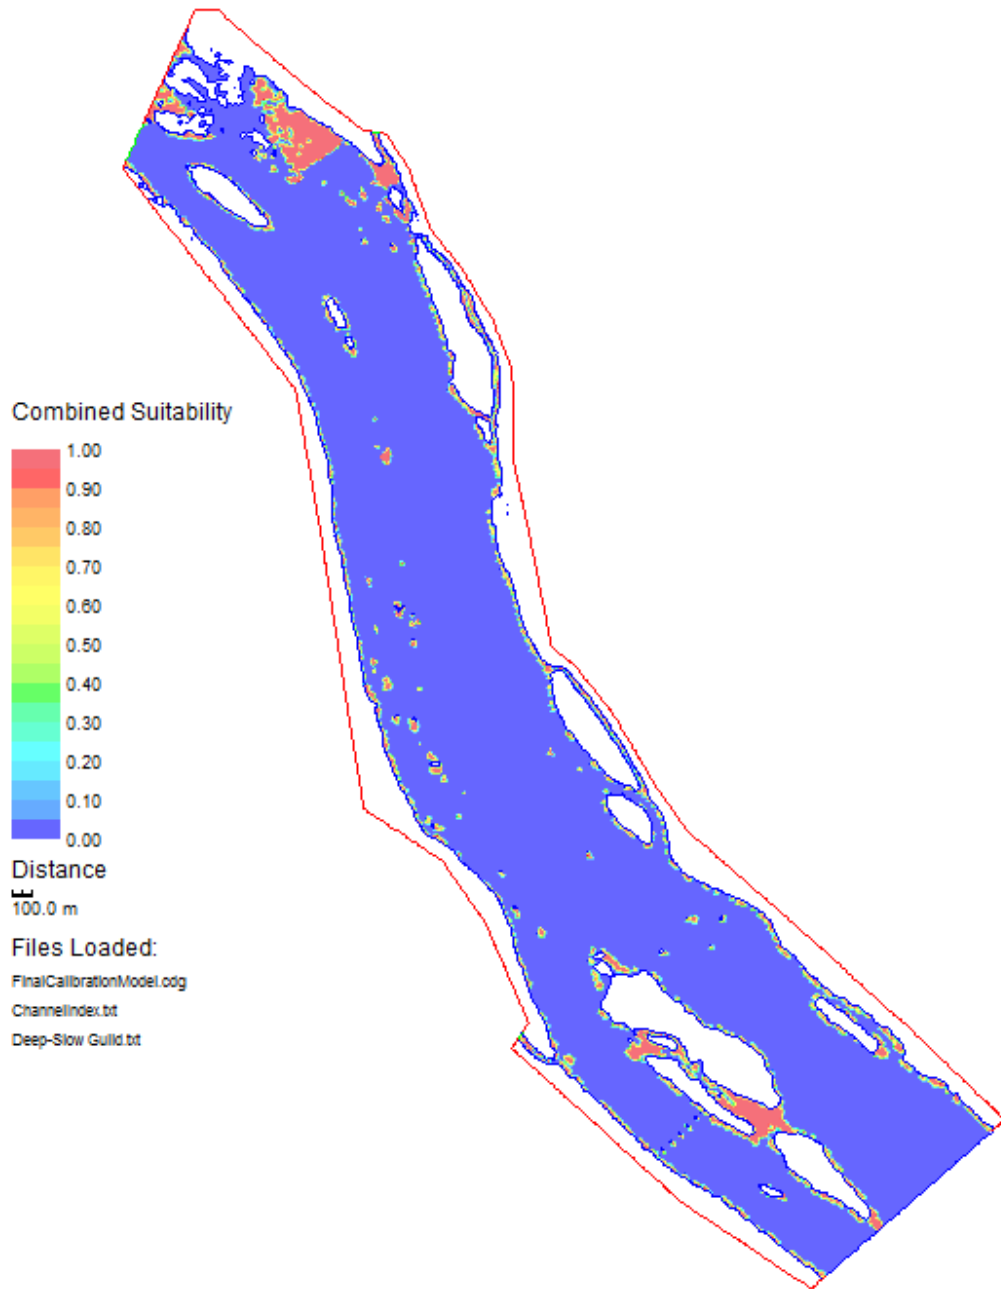 Combined Suitability
1.00
0.90
0.80
0.70
0.60
0.50
0.40
0.30
0.20
0.10
0.00
Distance
100.0 m
Files Loaded:
FinalCalibrationModel.cdg
ChannelIndex.txt
Deep-Slow Guild.txt